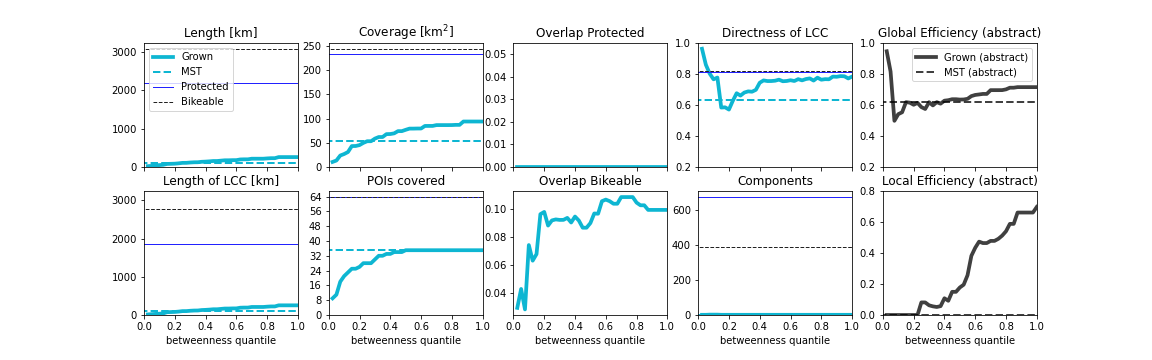 Length [km]
Coverage [km²]
Overlap Protected
Directness of LCC
Global Efficiency (abstract)
3000
2000
1000
0
Grown
MST
Protected
Bikeable
250
200
150
100
50
0
0.05
0.04
0.03
0.02
0.01
0.00
1.0
0.8
0.6
0.4
0.2
1.0
0.8
0.6
0.4
0.2
Grown (abstract)
MST (abstract)
Length of LCC [km]
POIs covered
Overlap Bikeable
Components
Local Efficiency (abstract)
3000
2000
1000
0
64
56
48
40
32
24
16
8
0.10
0.08
0.06
0.04
600
400
200
0
0.8
0.6
0.4
0.2
0.0
0.0 0.2 0.4 0.6 0.8 1.0
0.0 0.2 0.4 0.6 0.8 1.0
0.0 0.2 0.4 0.6 0.8 1.0
0.0 0.2 0.4 0.6 0.8 1.0
0.0 0.2 0.4 0.6 0.8 1.0
betweenness quantile
betweenness quantile
betweenness quantile
betweenness quantile
betweenness quantile